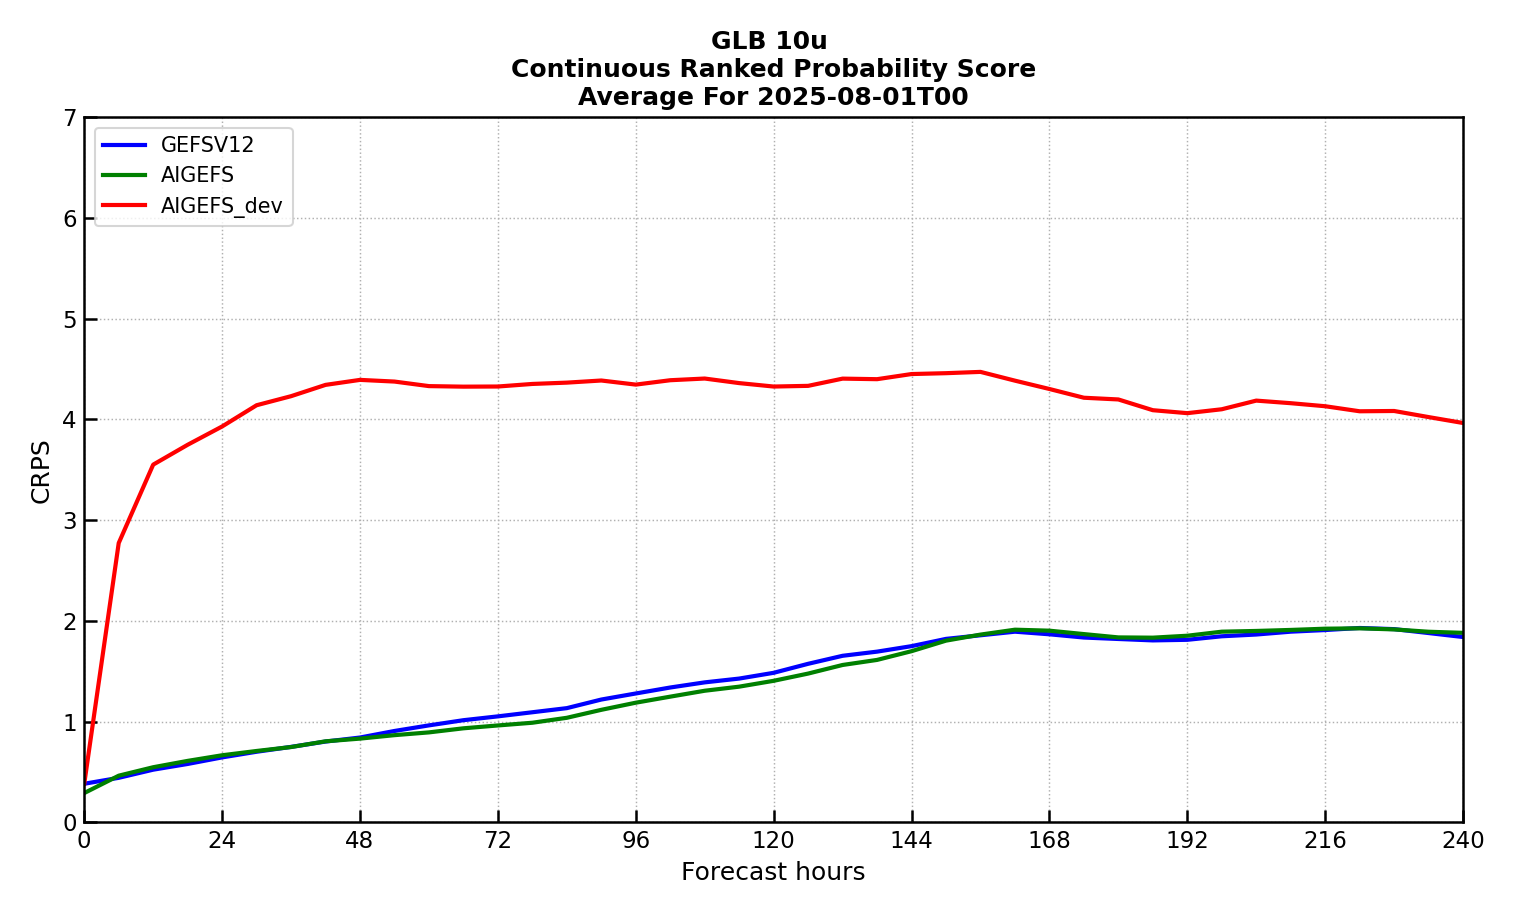 GLB 10u
Continuous Ranked Probability Score
Average For 2025-08-01T00
7
6
5
4
3
2
1
0
GEFSV12
AIGEFS
AIGEFS_dev
CRPS
0 24 48 72 96 120 144 168 192 216 240
Forecast hours